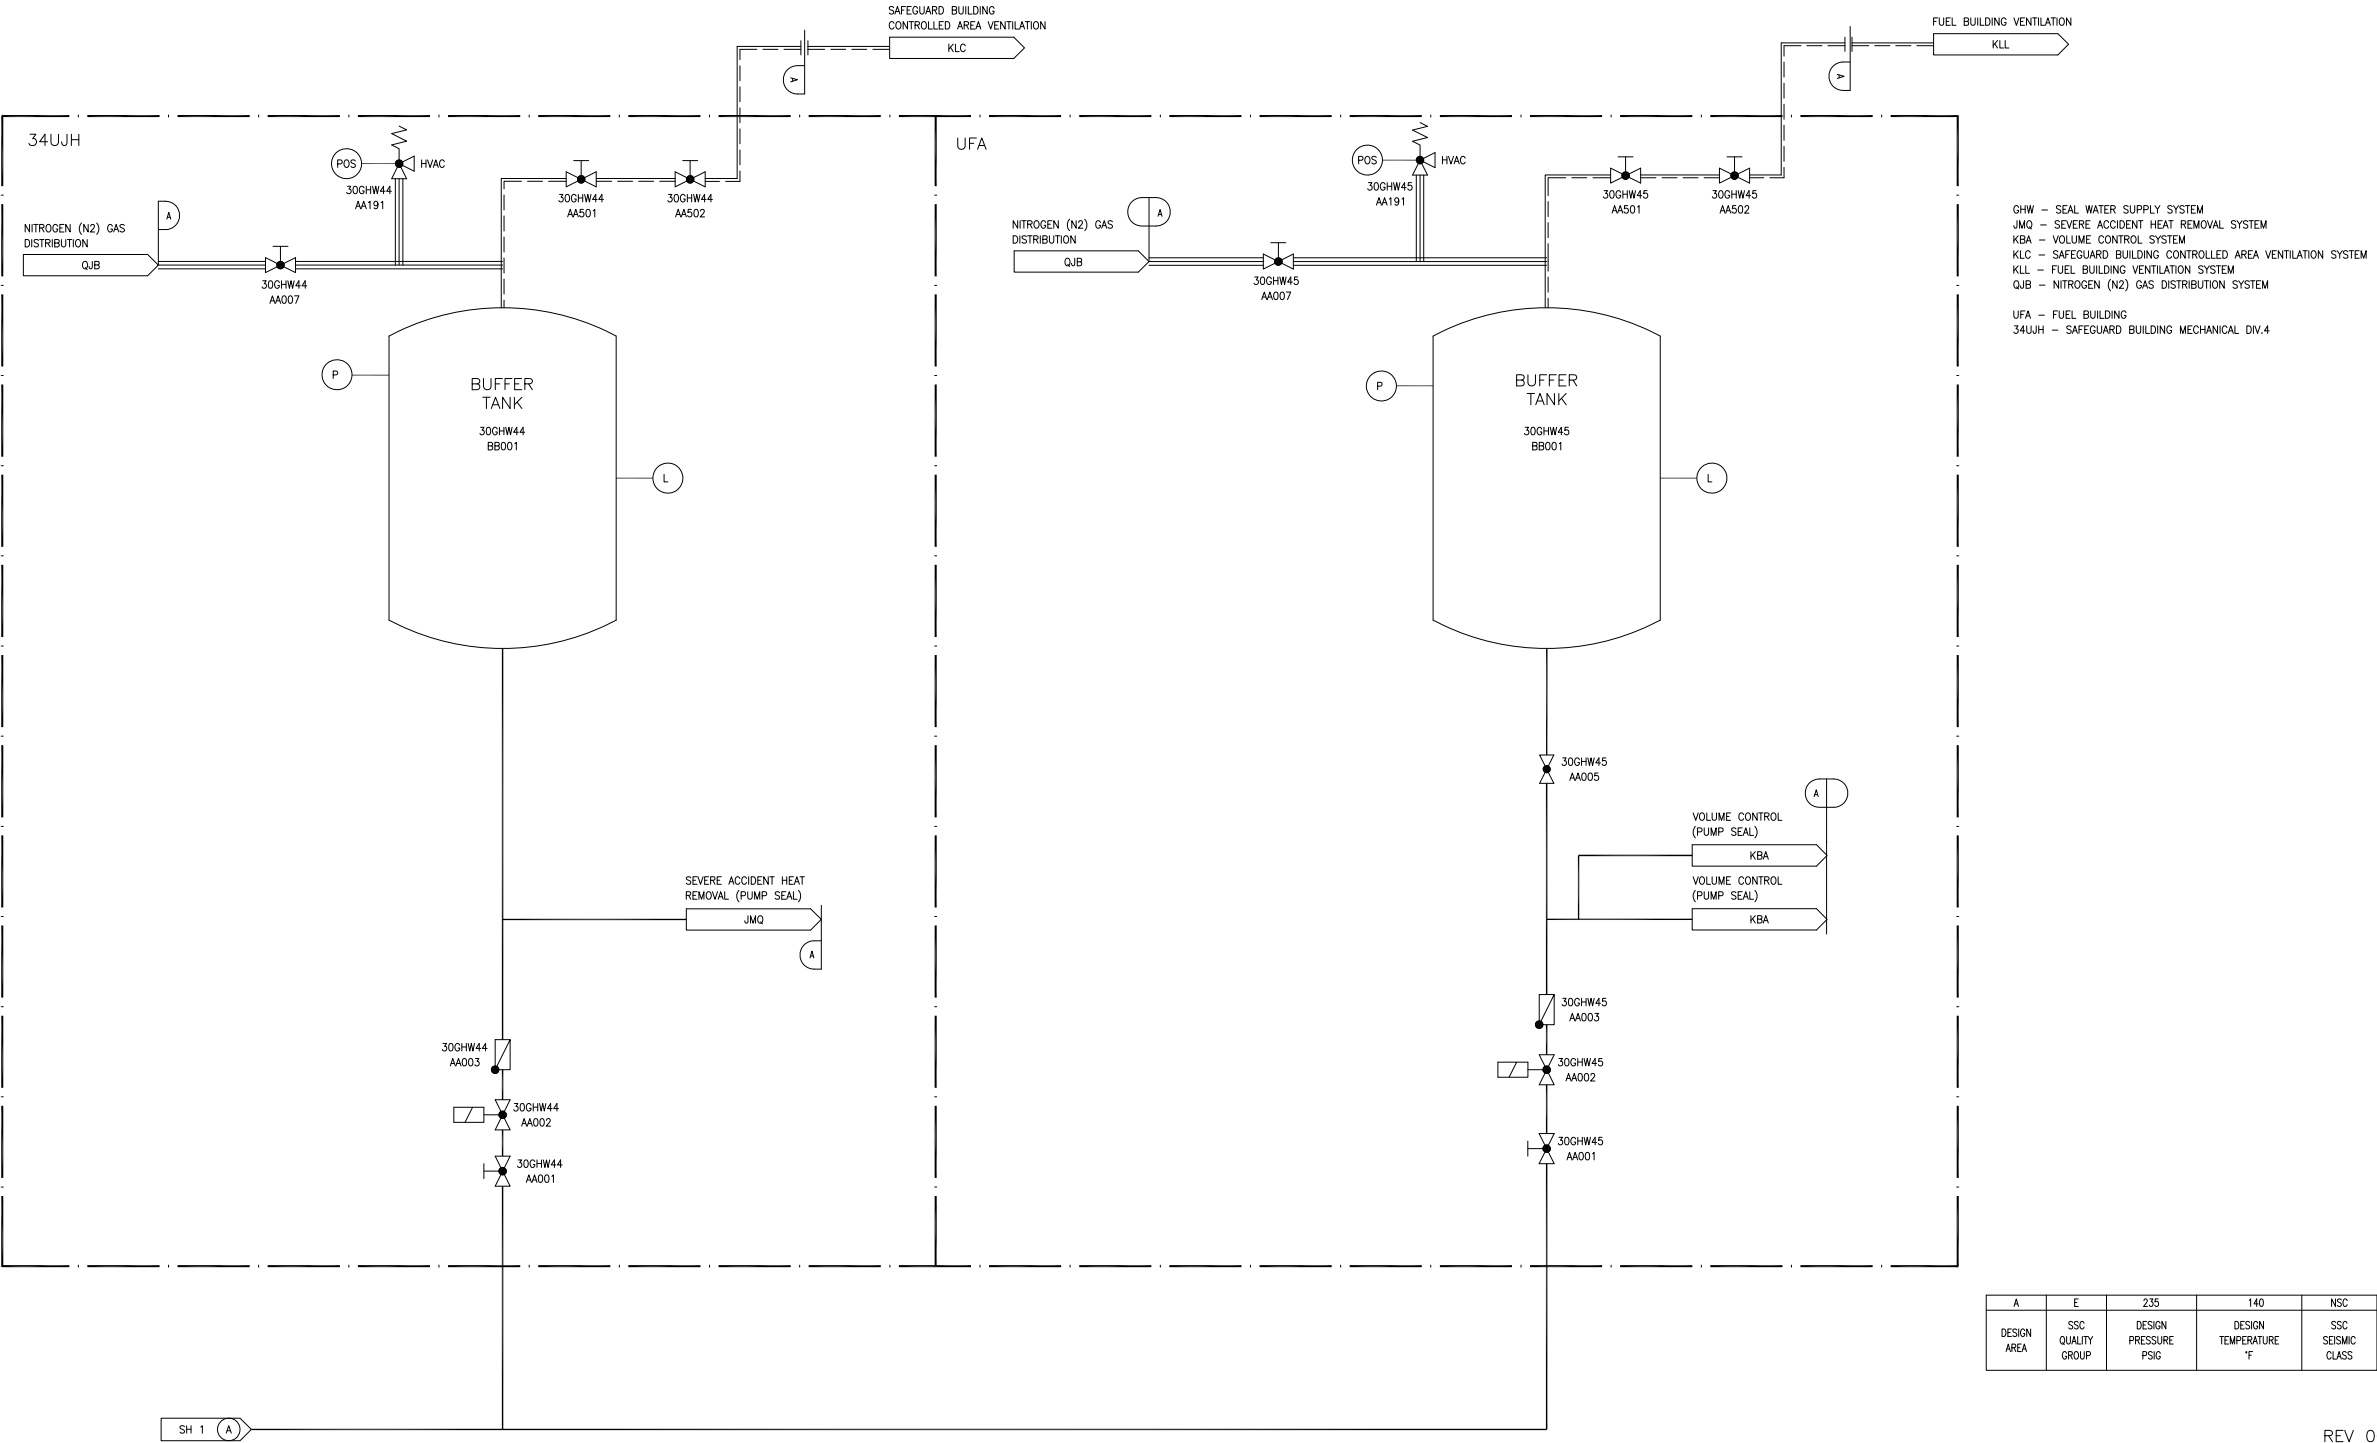 SAFEGUARD BUILDING
CONTROLLED AREA VENTILATION
KLC
A
FUEL BUILDING VENTILATION
KLL
A
34UJH
POS
HVAC
30GHW44
AA191
30GHW44
AA501
30GHW44
AA502
A
NITROGEN (N2) GAS
DISTRIBUTION
QJB
30GHW44
AA007
P
BUFFER
TANK
30GHW44
BB001
L
SEVERE ACCIDENT HEAT
REMOVAL (PUMP SEAL)
JMQ
A
30GHW44
AA003
30GHW44
AA002
30GHW44
AA001
UFA
POS
HVAC
30GHW45
AA191
30GHW45
AA501
30GHW45
AA502
A
NITROGEN (N2) GAS
DISTRIBUTION
QJB
30GHW45
AA007
P
BUFFER
TANK
30GHW45
BB001
L
30GHW45
AA005
A
VOLUME CONTROL
(PUMP SEAL)
KBA
VOLUME CONTROL
(PUMP SEAL)
KBA
30GHW45
AA003
30GHW45
AA002
30GHW45
AA001
GHW – SEAL WATER SUPPLY SYSTEM
JMQ – SEVERE ACCIDENT HEAT REMOVAL SYSTEM
KBA – VOLUME CONTROL SYSTEM
KLC – SAFEGUARD BUILDING CONTROLLED AREA VENTILATION SYSTEM
KLL – FUEL BUILDING VENTILATION SYSTEM
QJB – NITROGEN (N2) GAS DISTRIBUTION SYSTEM
UFA – FUEL BUILDING
34UJH – SAFEGUARD BUILDING MECHANICAL DIV.4
A E 235 140 NSC
DESIGN
AREA
SSC
QUALITY
GROUP
DESIGN
PRESSURE
PSIG
DESIGN
TEMPERATURE
°F
SSC
SEISMIC
CLASS
SH 1 A
REV 0